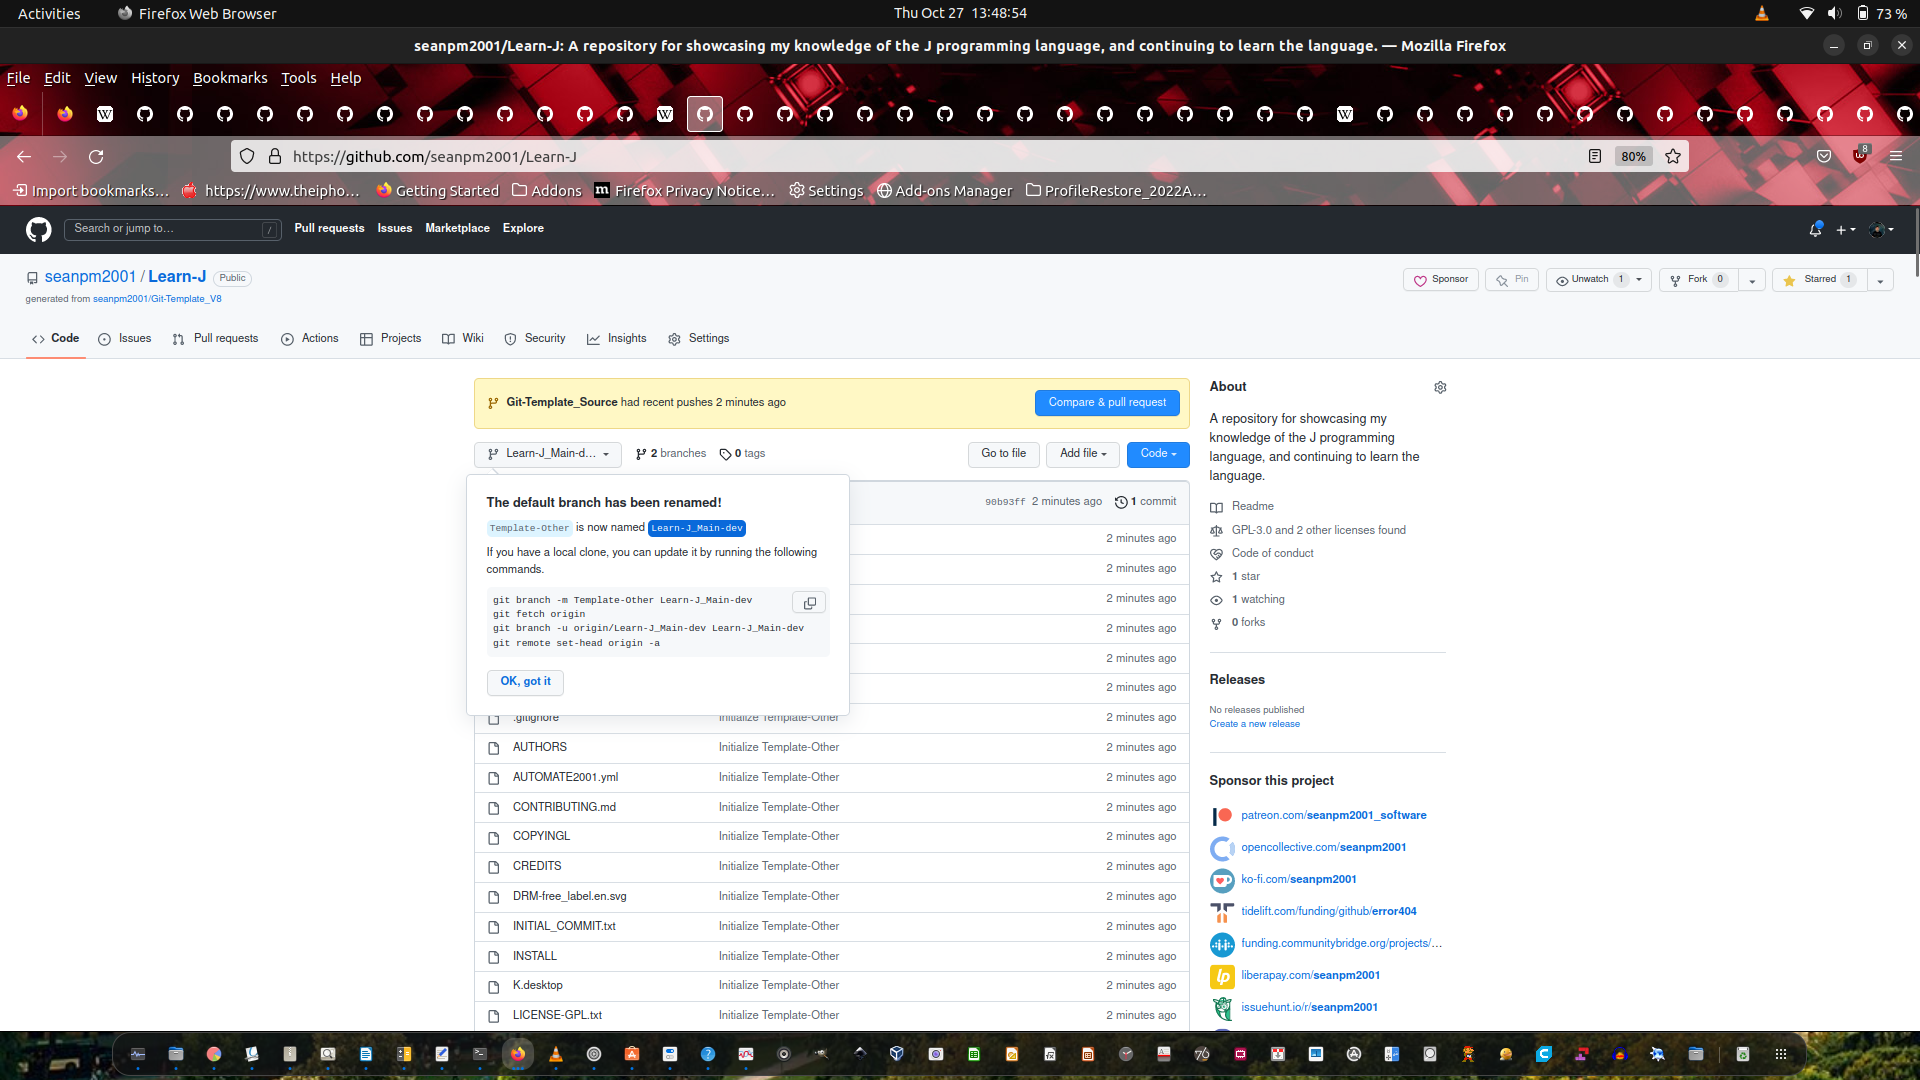 Activities
Firefox Web Browser
Thu Oct 27 13:48:54
73 %
seanpm2001/Learn-J: A repository for showcasing my knowledge of the J programming language, and continuing to learn the language. — Mozilla Firefox
File Edit View History Bookmarks Tools Help
https://github.com/seanpm2001/Learn-J
80%
8
Import bookmarks…
https://www.theipho…
Getting Started
Addons
Firefox Privacy Notice…
Settings
Add-ons Manager
ProfileRestore_2022A…
Search or jump to…
/
Pull requests
Issues
Marketplace
Explore
seanpm2001 / Learn-J
Public
generated from seanpm2001/Git-Template_V8
Sponsor
Pin
Unwatch 1
Fork 0
Starred 1
Code
Issues
Pull requests
Actions
Projects
Wiki
Security
Insights
Settings
Git-Template_Source had recent pushes 2 minutes ago
Compare & pull request
Learn-J_Main-d…
2 branches
0 tags
Go to file
Add file
Code
The default branch has been renamed!
Template-Other is now named Learn-J_Main-dev
If you have a local clone, you can update it by running the following
commands.
git branch -m Template-Other Learn-J_Main-dev
git fetch origin
git branch -u origin/Learn-J_Main-dev Learn-J_Main-dev
git remote set-head origin -a
OK, got it
90b93ff 2 minutes ago
1 commit
2 minutes ago
2 minutes ago
2 minutes ago
2 minutes ago
2 minutes ago
2 minutes ago
.gitignore Initialize Template-Other 2 minutes ago
AUTHORS Initialize Template-Other 2 minutes ago
AUTOMATE2001.yml Initialize Template-Other 2 minutes ago
CONTRIBUTING.md Initialize Template-Other 2 minutes ago
COPYINGL Initialize Template-Other 2 minutes ago
CREDITS Initialize Template-Other 2 minutes ago
DRM-free_label.en.svg Initialize Template-Other 2 minutes ago
INITIAL_COMMIT.txt Initialize Template-Other 2 minutes ago
INSTALL Initialize Template-Other 2 minutes ago
K.desktop Initialize Template-Other 2 minutes ago
LICENSE-GPL.txt Initialize Template-Other 2 minutes ago
About
A repository for showcasing my
knowledge of the J programming
language, and continuing to learn the
language.
Readme
GPL-3.0 and 2 other licenses found
Code of conduct
1 star
1 watching
0 forks
Releases
No releases published
Create a new release
Sponsor this project
patreon.com/seanpm2001_software
opencollective.com/seanpm2001
ko-fi.com/seanpm2001
tidelift.com/funding/github/error404
funding.communitybridge.org/projects/…
liberapay.com/seanpm2001
issuehunt.io/r/seanpm2001